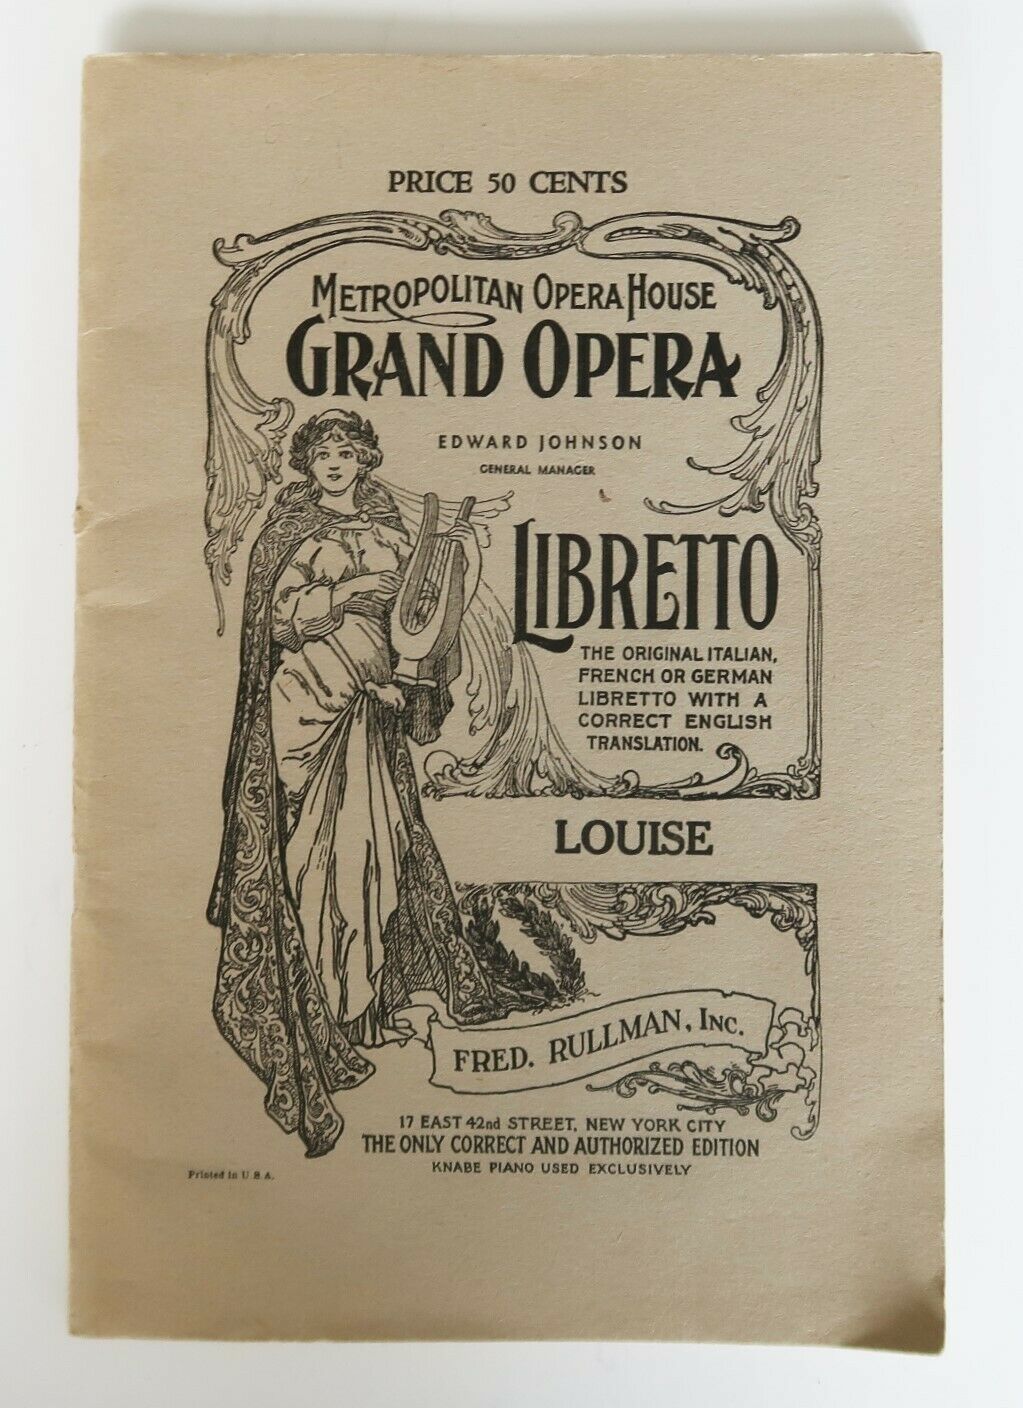 PRICE 50 CENTS
METROPOLITAN OPERA HOUSE
GRAND OPERA
EDWARD JOHNSON
GENERAL MANAGER
LIBRETTO
THE ORIGINAL ITALIAN,
FRENCH OR GERMAN
LIBRETTO WITH A
CORRECT ENGLISH
TRANSLATION.
LOUISE
FRED. RULLMAN, INC.
17 EAST 42nd STREET, NEW YORK CITY
THE ONLY CORRECT AND AUTHORIZED EDITION
KNABE PIANO USED EXCLUSIVELY
Printed in U.S.A.